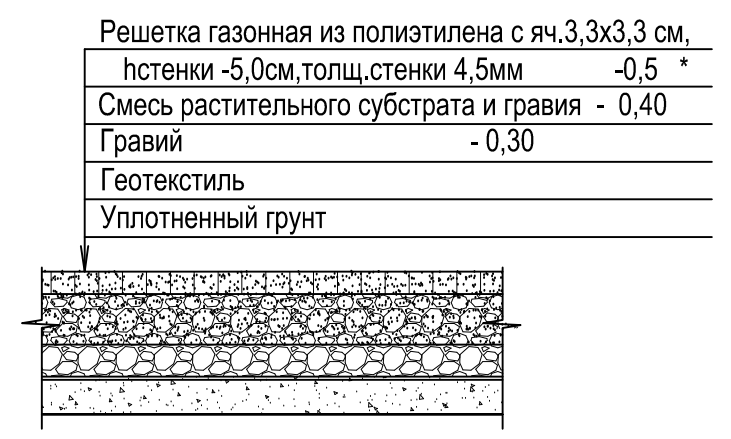 Решетка газонная из полиэтилена с яч.3,3х3,3 см,
hстенки -5,0см,толщ.стенки 4,5мм -0,5 *
Смесь растительного субстрата и гравия - 0,40
Гравий - 0,30
Геотекстиль
Уплотненный грунт